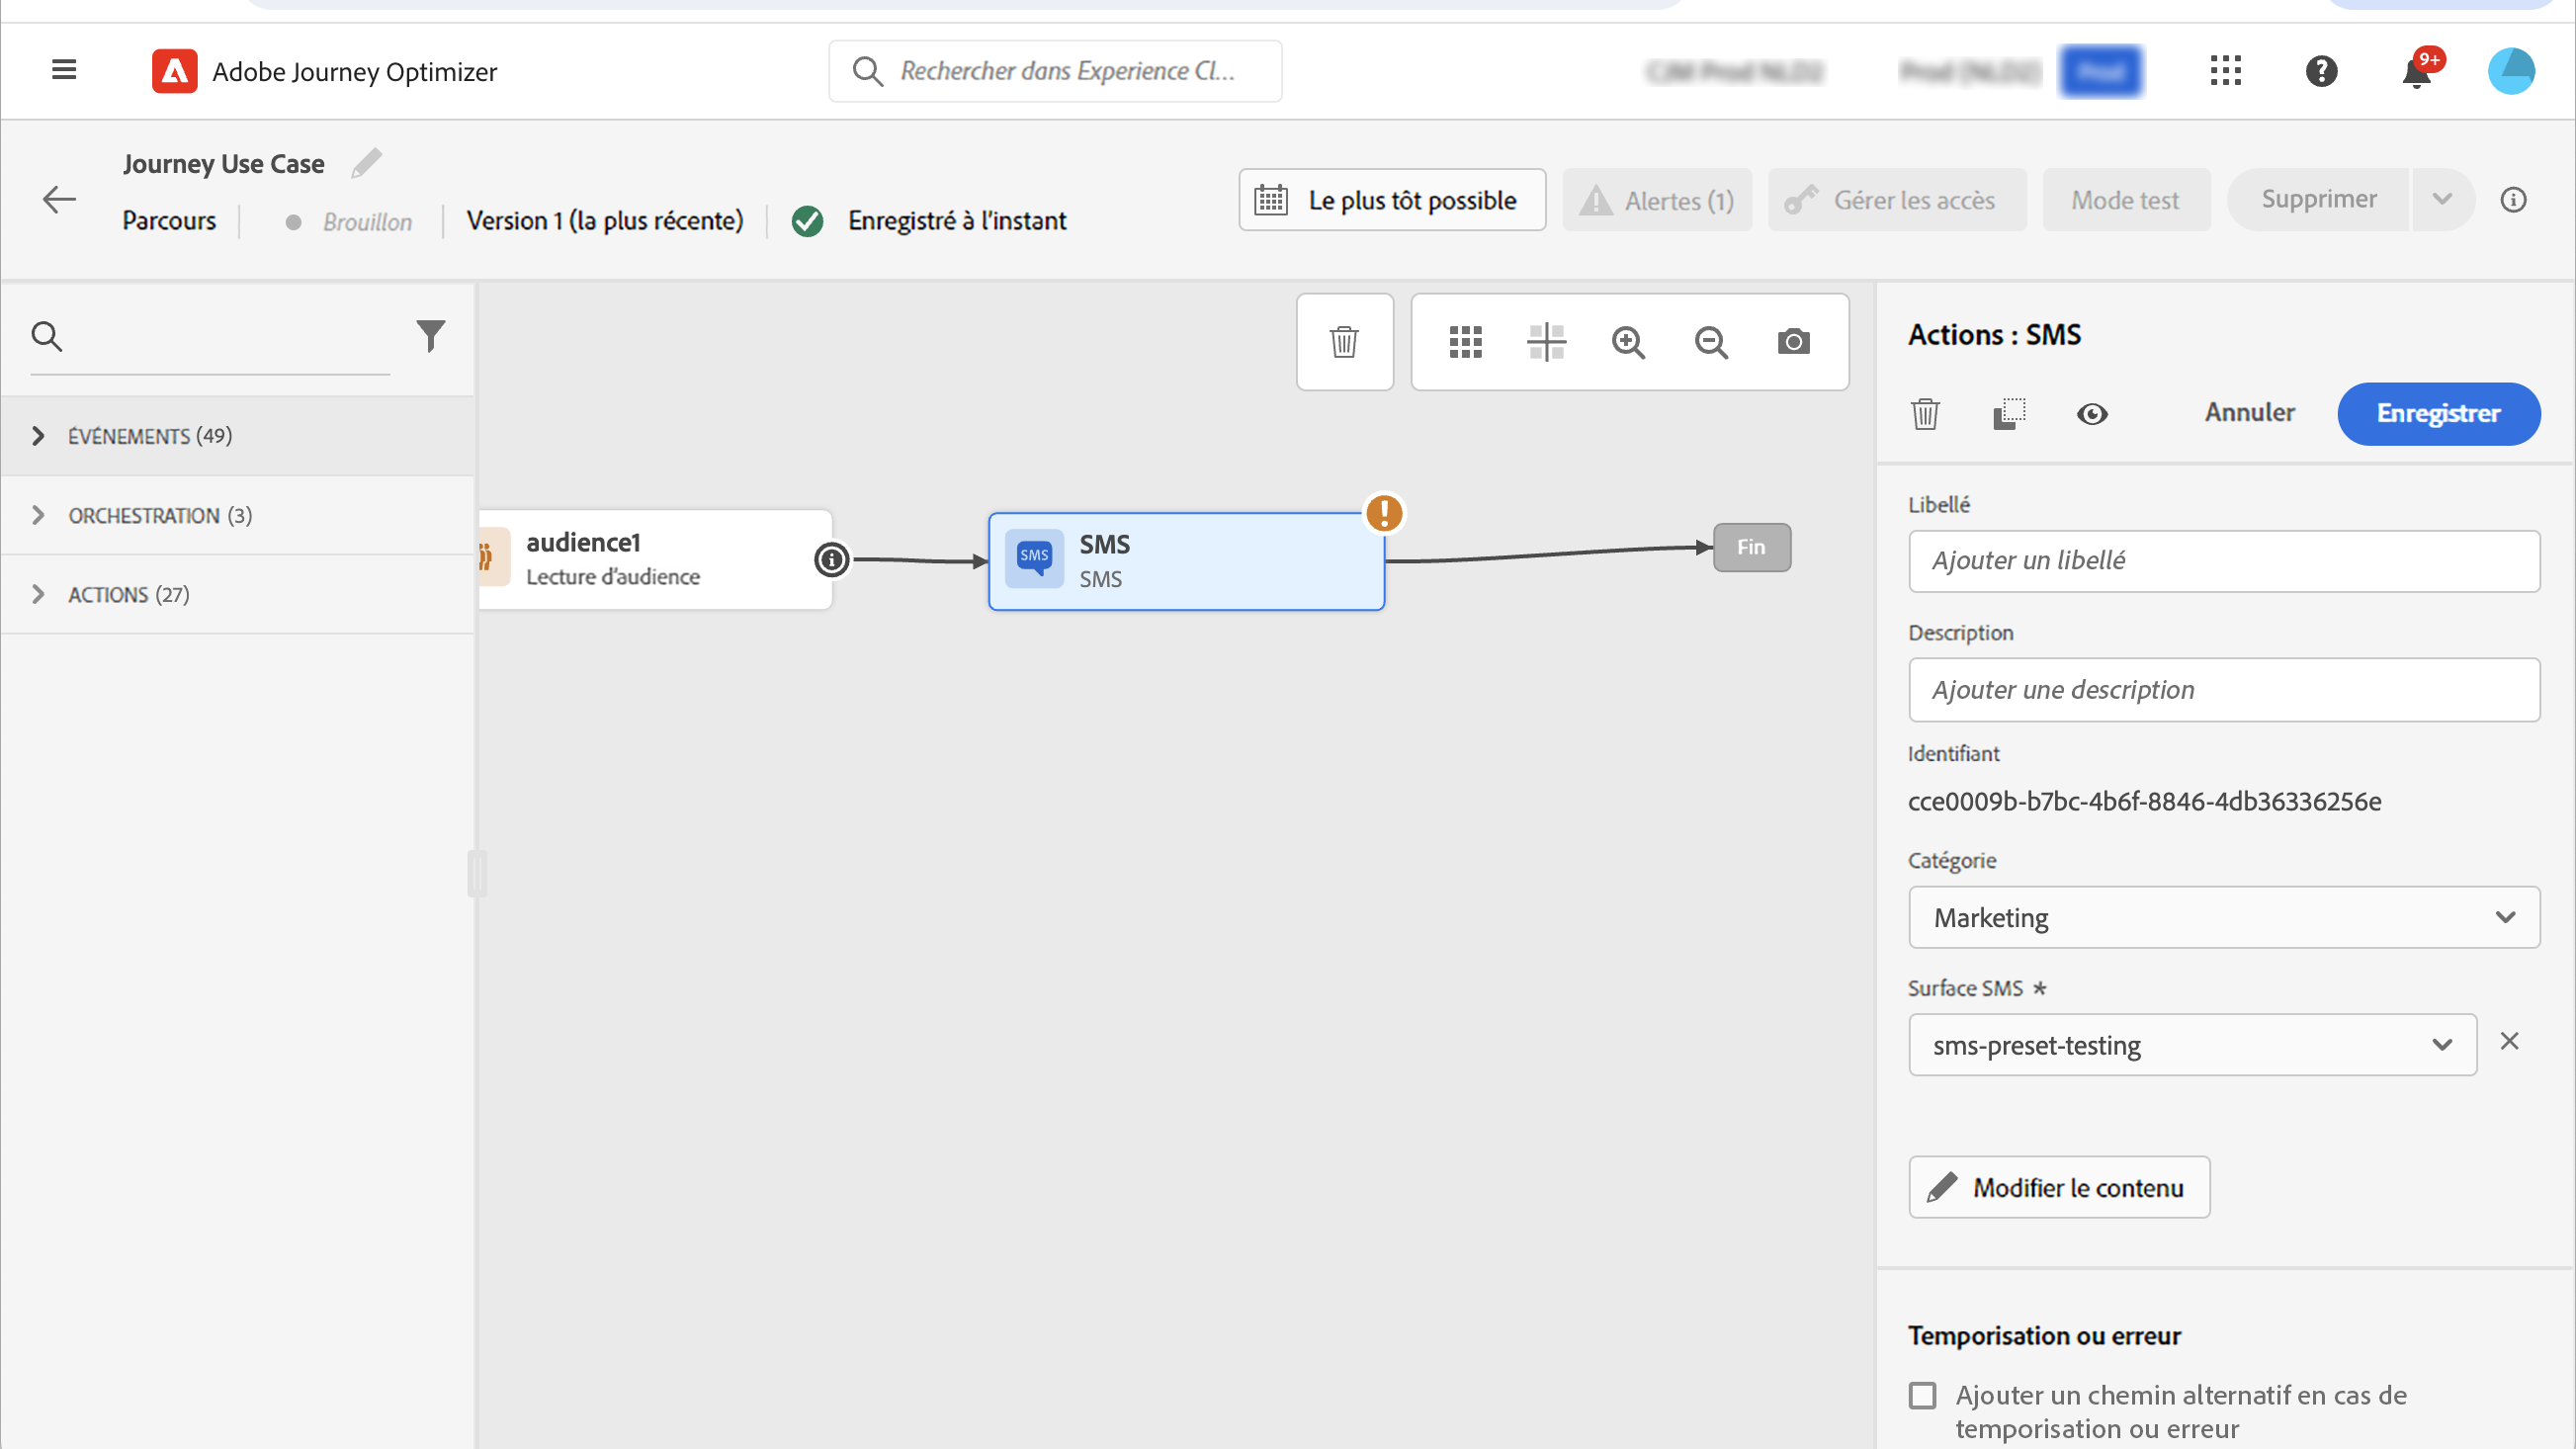 Adobe Journey Optimizer
Rechercher dans Experience Cl...
9+
Journey Use Case
Parcours
Brouillon
Version 1 (la plus récente)
Enregistré à l'instant
Le plus tôt possible
Alertes (1)
Gérer les accès
Mode test
Supprimer
ÉVÉNEMENTS (49)
ORCHESTRATION (3)
ACTIONS (27)
audience1
Lecture d'audience
SMS
SMS
SMS
Fin
Actions : SMS
Annuler
Enregistrer
Libellé
Ajouter un libellé
Description
Ajouter une description
Identifiant
cce0009b-b7bc-4b6f-8846-4db36336256e
Catégorie
Marketing
Surface SMS *
sms-preset-testing
Modifier le contenu
Temporisation ou erreur
Ajouter un chemin alternatif en cas de
temporisation ou erreur